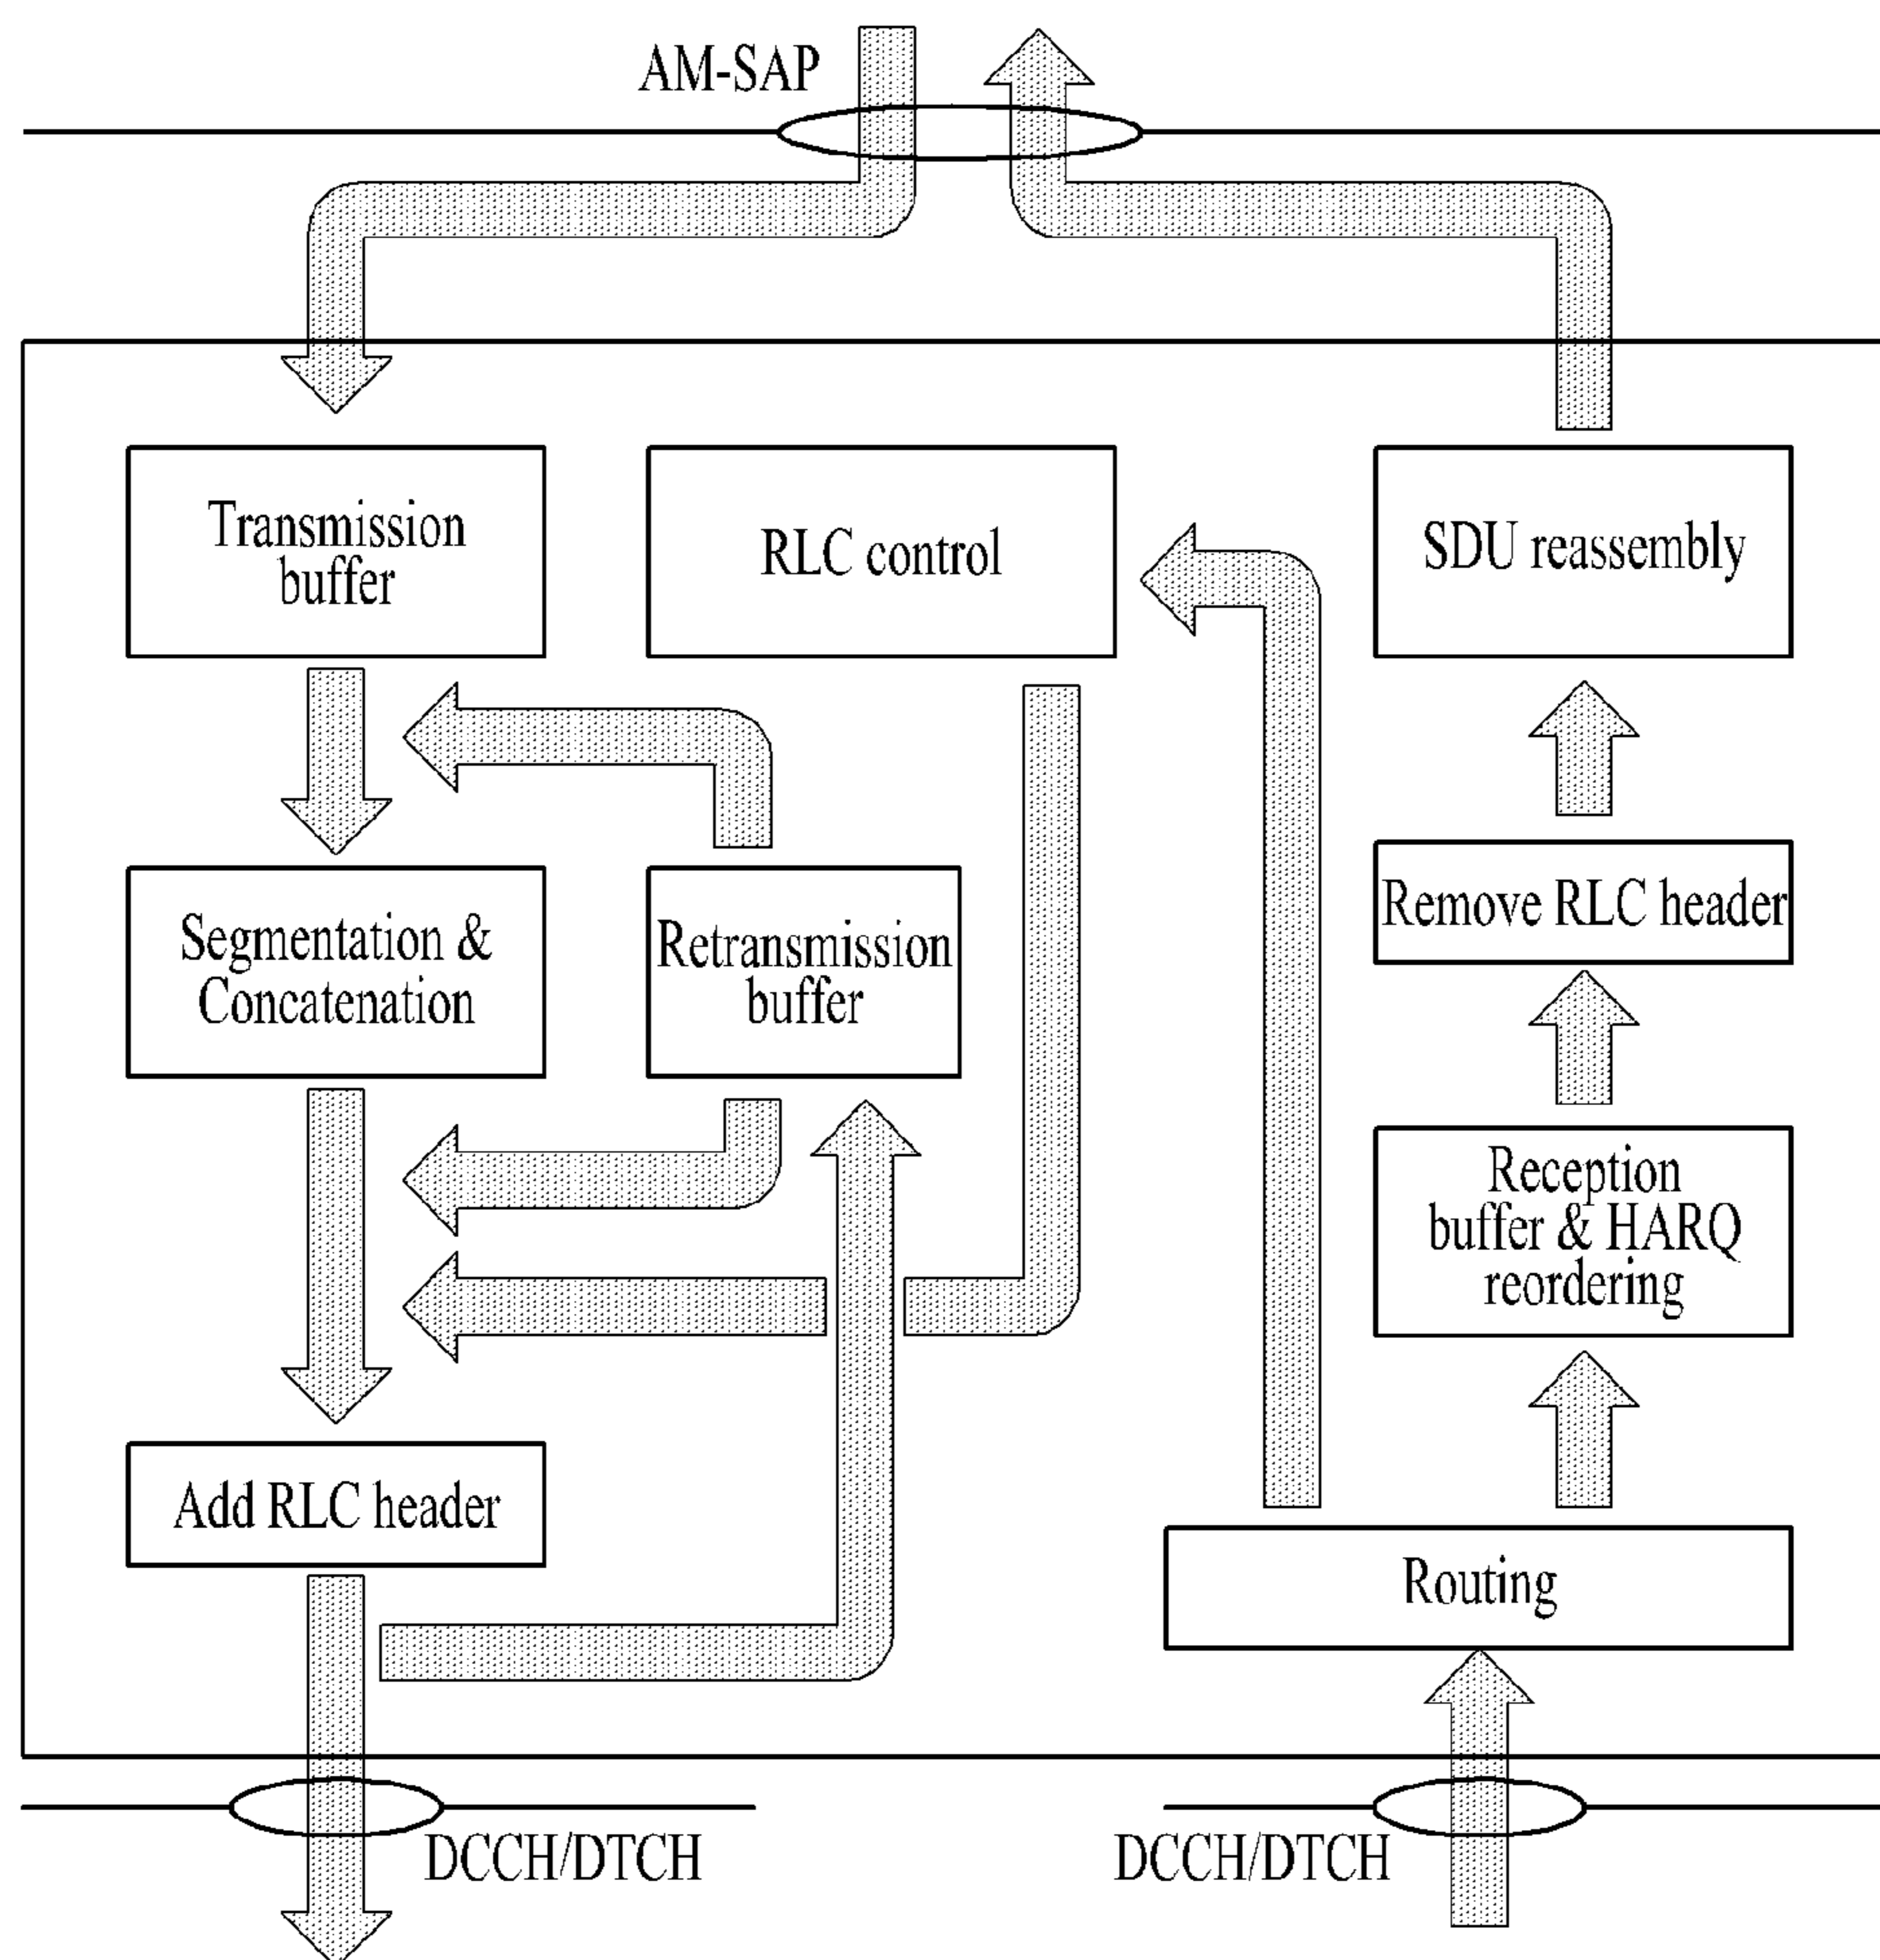 AM-SAP
Transmission
buffer
RLC control
SDU reassembly
Segmentation &
Concatenation
Retransmission
buffer
Remove RLC header
Reception
buffer & HARQ
reordering
Add RLC header
Routing
DCCH/DTCH
DCCH/DTCH